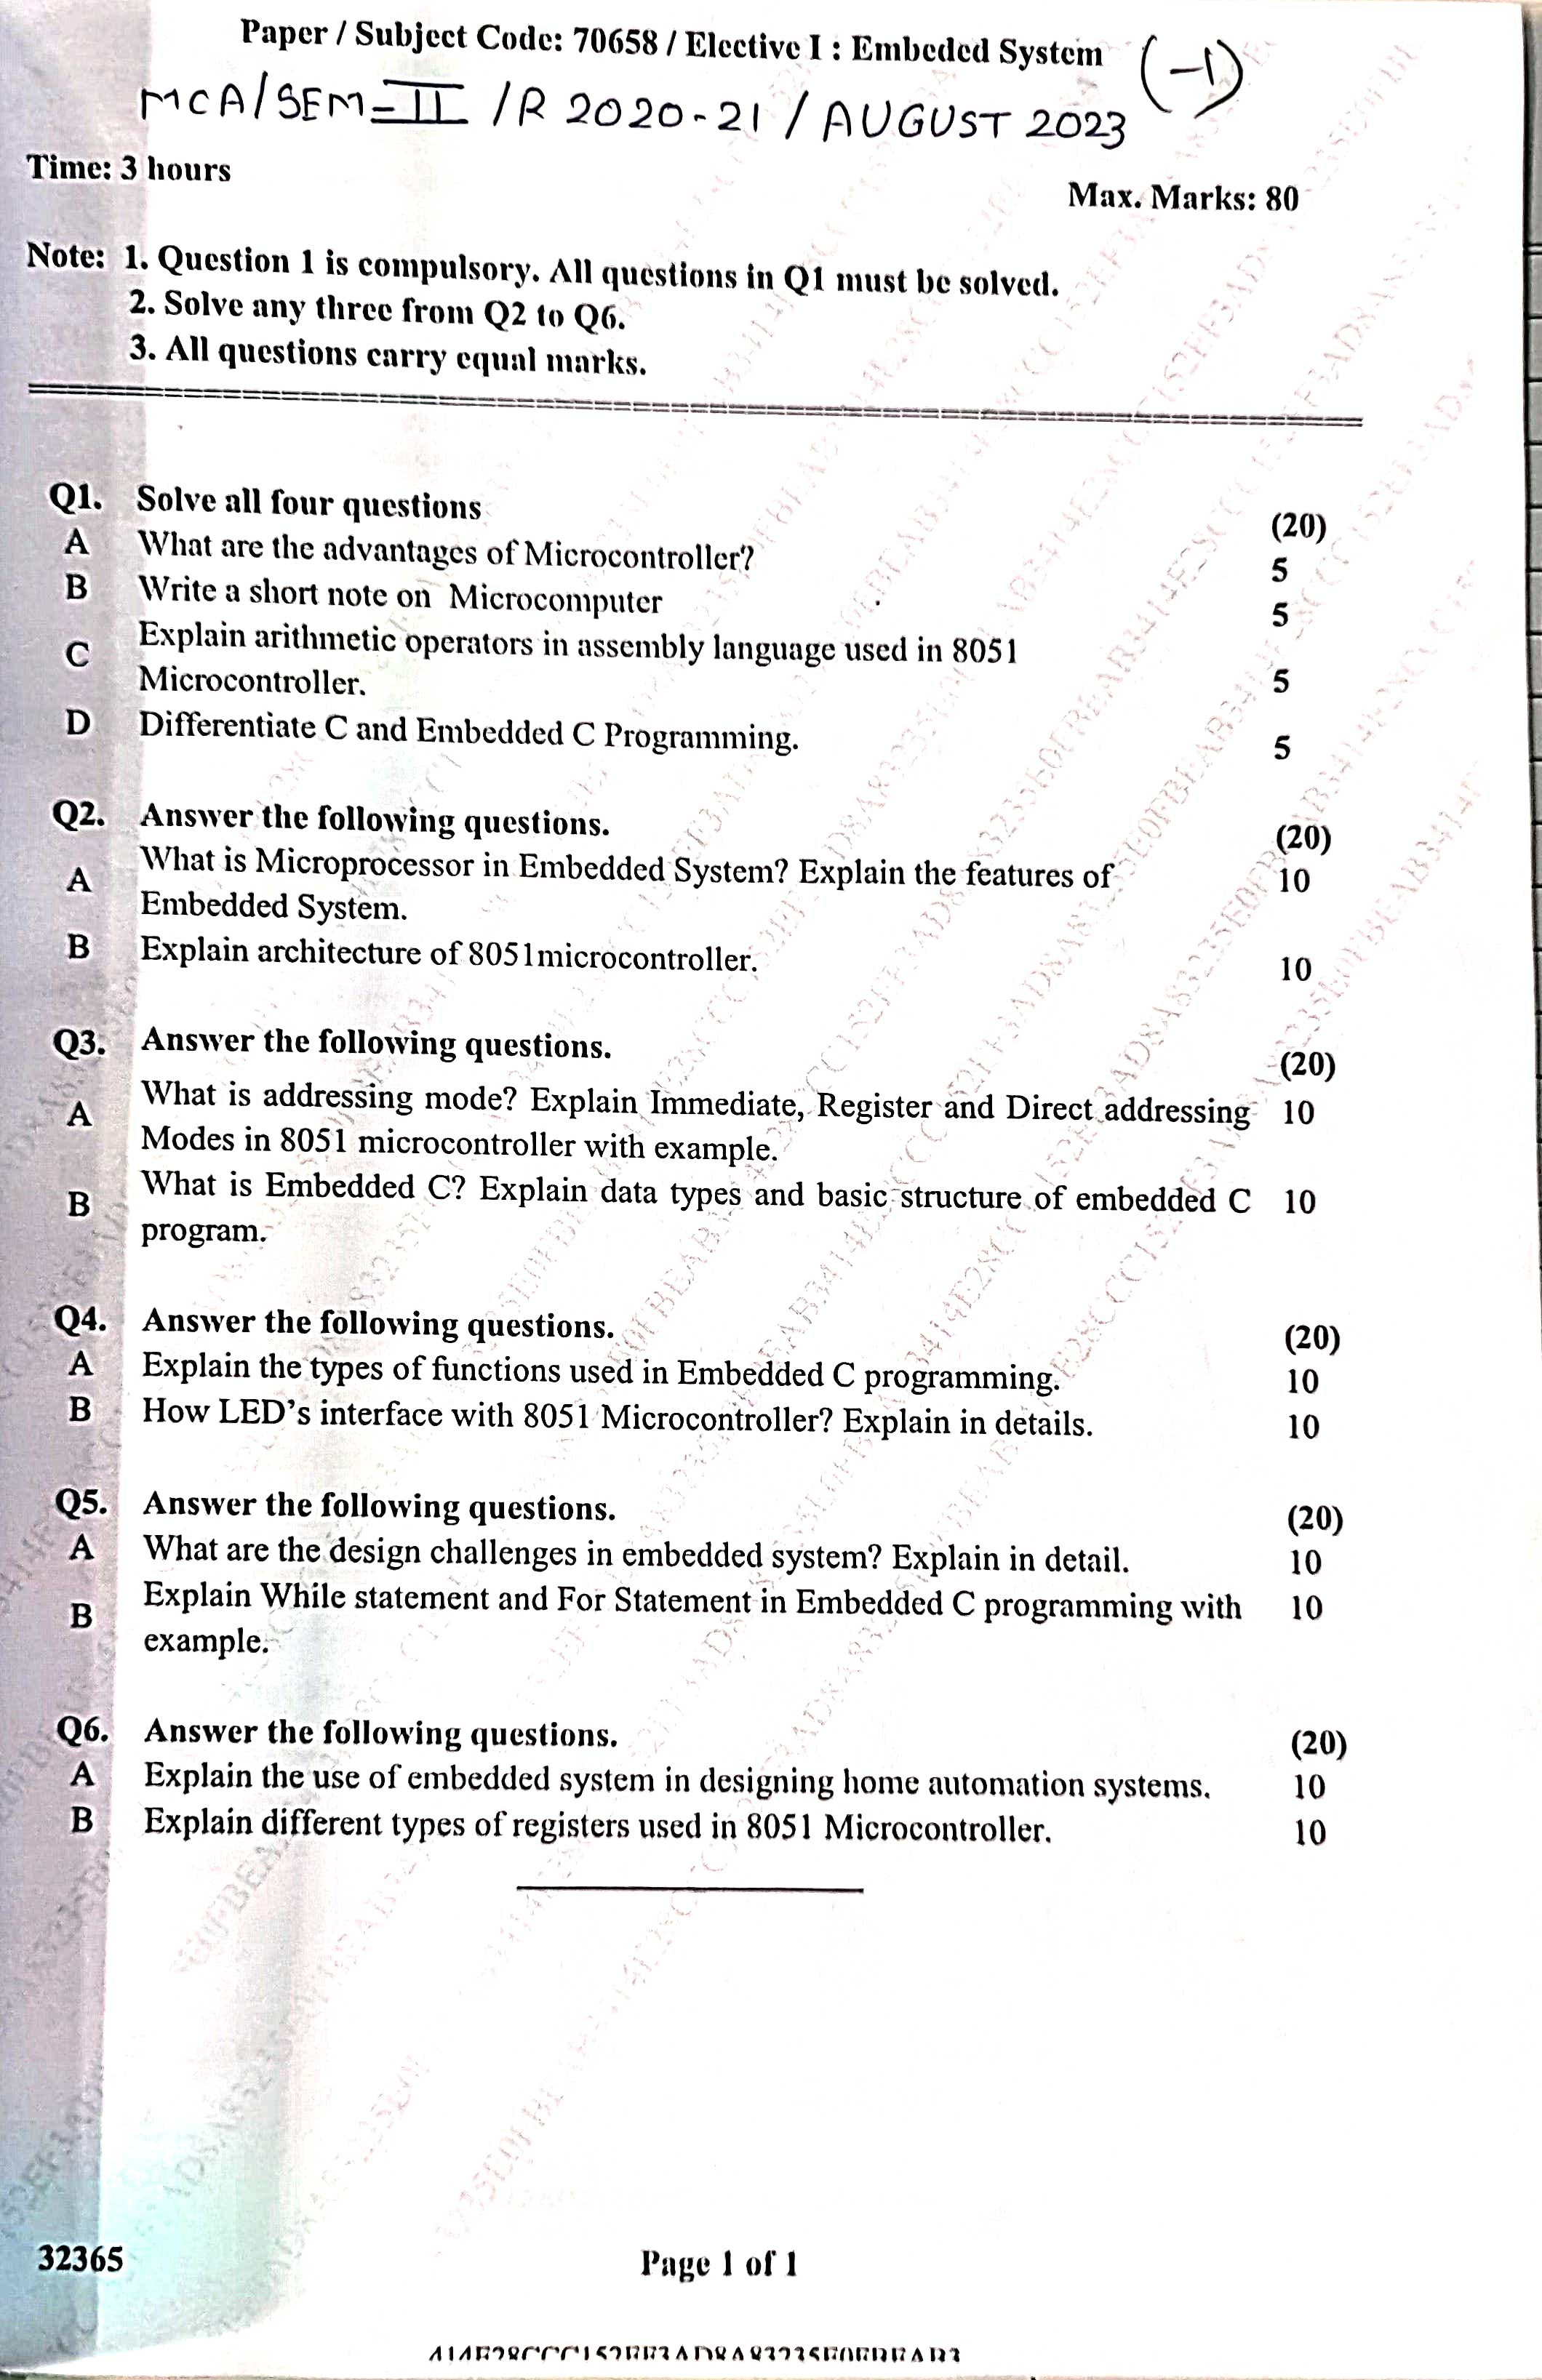 Paper / Subject Code: 70658 / Elective I : Embeded System (-1)
MCA/SEM-II /R 2020-21 / AUGUST 2023
Time: 3 hours
Max. Marks: 80
Note: 1. Question 1 is compulsory. All questions in Q1 must be solved.
2. Solve any three from Q2 to Q6.
3. All questions carry equal marks.
Q1. Solve all four questions (20)
A What are the advantages of Microcontroller? 5
B Write a short note on Microcomputer 5
C Explain arithmetic operators in assembly language used in 8051
Microcontroller. 5
D Differentiate C and Embedded C Programming. 5
Q2. Answer the following questions. (20)
A What is Microprocessor in Embedded System? Explain the features of 10
Embedded System.
B Explain architecture of 8051microcontroller. 10
Q3. Answer the following questions. (20)
A What is addressing mode? Explain Immediate, Register and Direct addressing 10
Modes in 8051 microcontroller with example.
B What is Embedded C? Explain data types and basic structure of embedded C 10
program.
Q4. Answer the following questions. (20)
A Explain the types of functions used in Embedded C programming. 10
B How LED's interface with 8051 Microcontroller? Explain in details. 10
Q5. Answer the following questions. (20)
A What are the design challenges in embedded system? Explain in detail. 10
B Explain While statement and For Statement in Embedded C programming with 10
example.
Q6. Answer the following questions. (20)
A Explain the use of embedded system in designing home automation systems. 10
B Explain different types of registers used in 8051 Microcontroller. 10
32365
Page 1 of 1